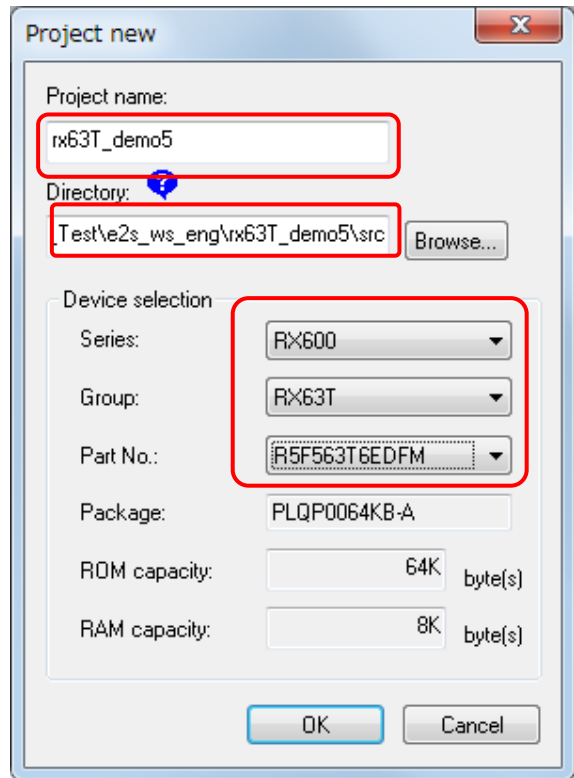 Project new
Project name:
rx63T_demo5
Directory: ?
_Test\e2s_ws_eng\rx63T_demo5\src Browse...
Device selection
Series: RX600
Group: RX63T
Part No.: R5F563T6EDFM
Package: PLQP0064KB-A
ROM capacity: 64K byte(s)
RAM capacity: 8K byte(s)
OK Cancel